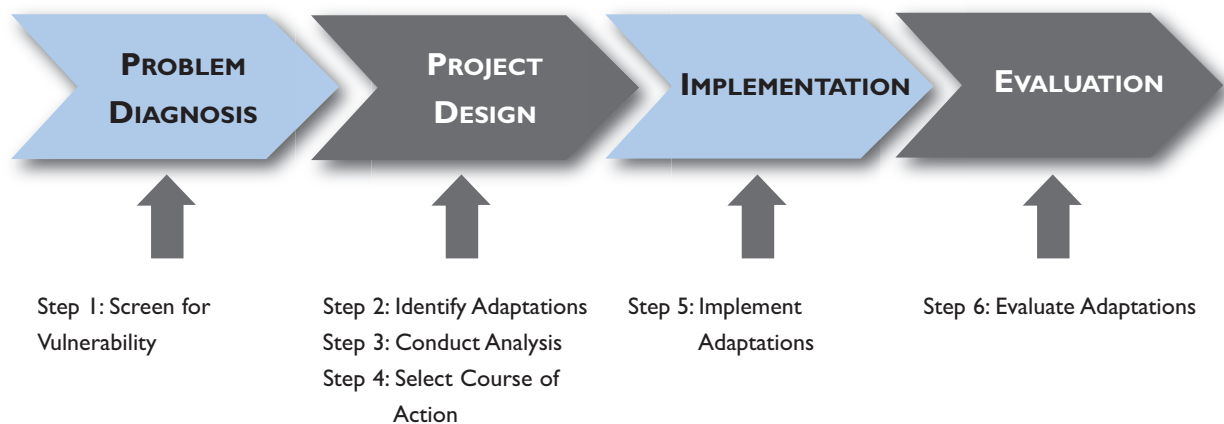 PROBLEM
DIAGNOSIS
PROJECT
DESIGN
IMPLEMENTATION
EVALUATION
Step 1: Screen for
Vulnerability
Step 2: Identify Adaptations
Step 3: Conduct Analysis
Step 4: Select Course of
Action
Step 5: Implement
Adaptations
Step 6: Evaluate Adaptations